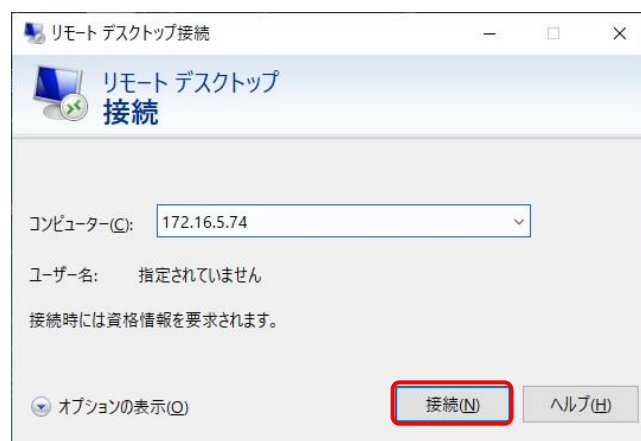 リモート デスクトップ接続
リモート デスクトップ
接続
コンピューター(C): 172.16.5.74
ユーザー名: 指定されていません
接続時には資格情報を要求されます。
オプションの表示(O) 接続(N) ヘルプ(H)